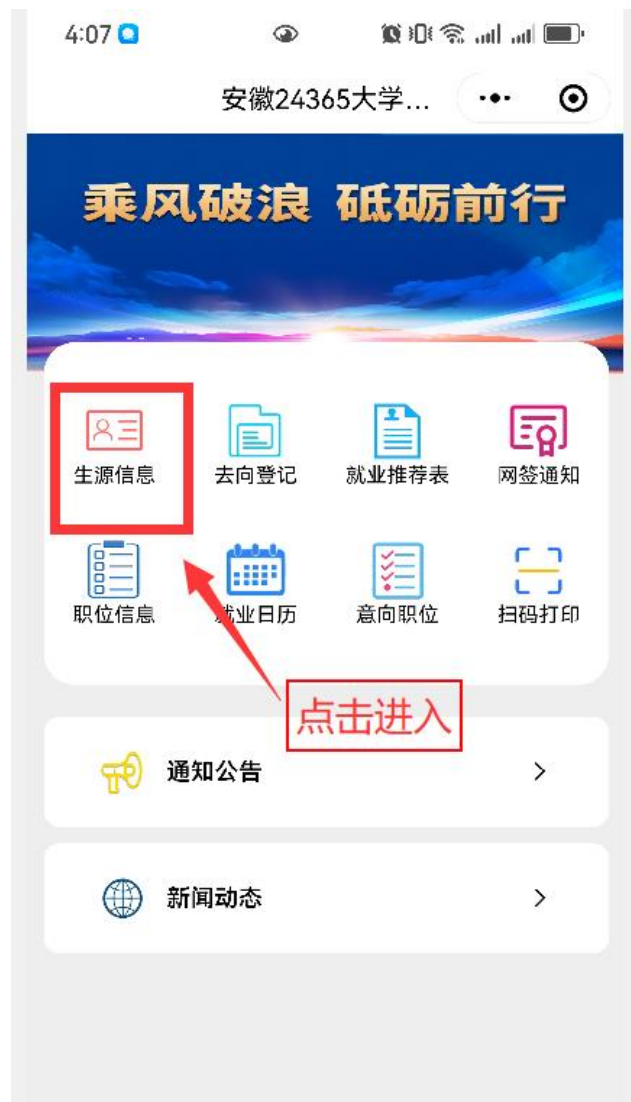 4:07
安徽24365大学...
乘风破浪 砥砺前行
生源信息 去向登记 就业推荐表 网签通知
职位信息 就业日历 意向职位 扫码打印
点击进入
通知公告
新闻动态